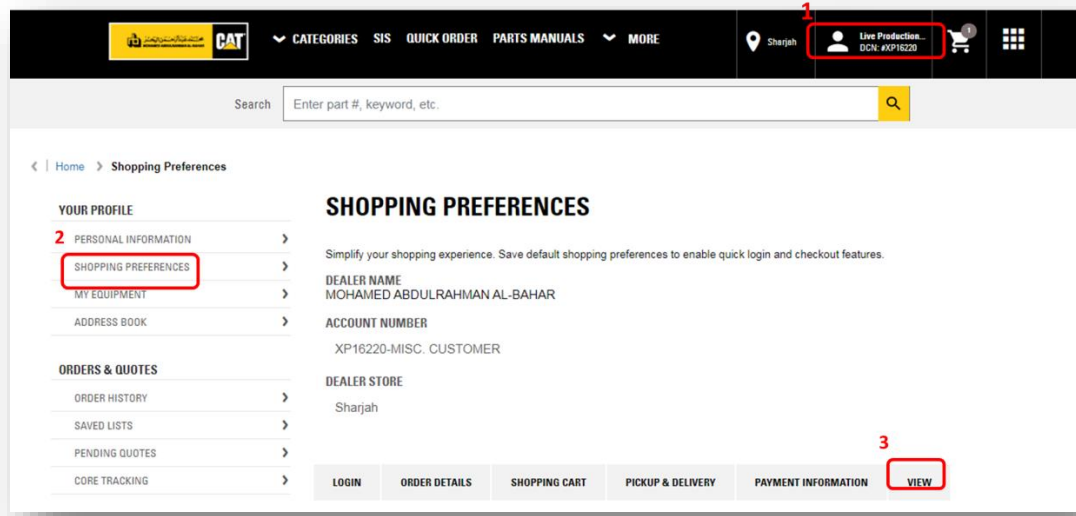 1
CAT
CATEGORIES SIS QUICK ORDER PARTS MANUALS MORE
Sharjah
Live Production...
DCN: #XP16220
1
Search Enter part #, keyword, etc.
Home Shopping Preferences
YOUR PROFILE
2 PERSONAL INFORMATION
SHOPPING PREFERENCES
MY EQUIPMENT
ADDRESS BOOK
ORDERS & QUOTES
ORDER HISTORY
SAVED LISTS
PENDING QUOTES
CORE TRACKING
SHOPPING PREFERENCES
Simplify your shopping experience. Save default shopping preferences to enable quick login and checkout features.
DEALER NAME
MOHAMED ABDULRAHMAN AL-BAHAR
ACCOUNT NUMBER
XP16220-MISC. CUSTOMER
DEALER STORE
Sharjah
3
LOGIN ORDER DETAILS SHOPPING CART PICKUP & DELIVERY PAYMENT INFORMATION VIEW